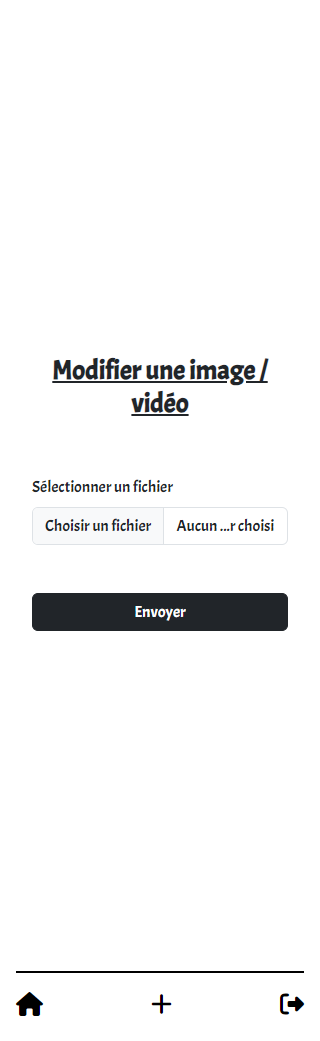 Modifier une image /
vidéo
Sélectionner un fichier
Choisir un fichier Aucun ...r choisi
Envoyer